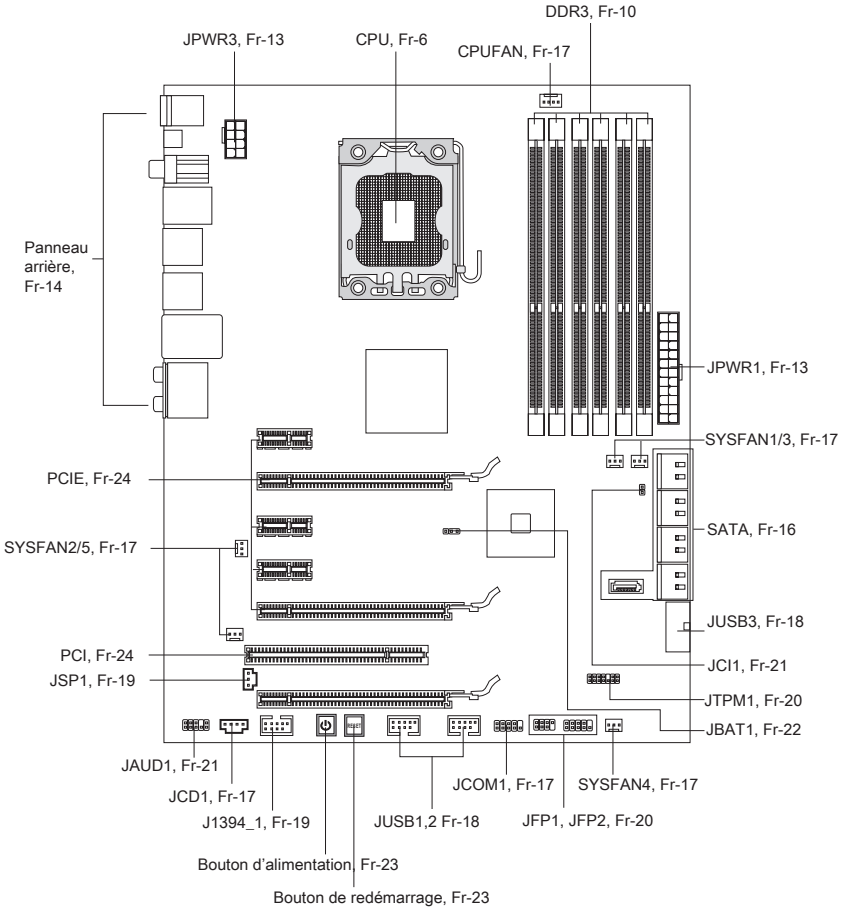 DDR3, Fr-10
JPWR3, Fr-13
CPU, Fr-6
CPUFAN, Fr-17
Panneau
arrière,
Fr-14
JPWR1, Fr-13
SYSFAN1/3, Fr-17
PCIE, Fr-24
SATA, Fr-16
SYSFAN2/5, Fr-17
JUSB3, Fr-18
PCI, Fr-24
JCI1, Fr-21
JSP1, Fr-19
JTPM1, Fr-20
RESET
JBAT1, Fr-22
JAUD1, Fr-21
JCOM1, Fr-17
SYSFAN4, Fr-17
JCD1, Fr-17
J1394_1, Fr-19
JUSB1,2 Fr-18
JFP1, JFP2, Fr-20
Bouton d’alimentation, Fr-23
Bouton de redémarrage, Fr-23